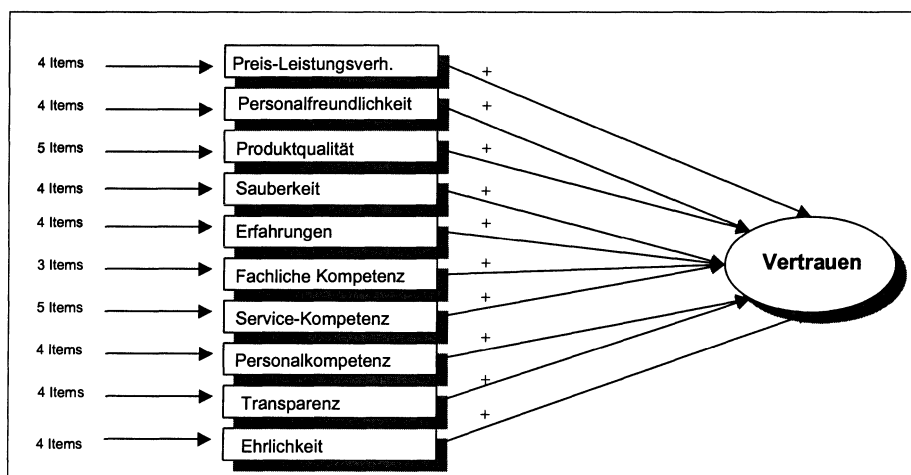 4 Items Preis-Leistungsverh. +
4 Items Personalfreundlichkeit +
5 Items Produktqualität +
4 Items Sauberkeit +
4 Items Erfahrungen +
3 Items Fachliche Kompetenz +
Vertrauen
5 Items Service-Kompetenz +
4 Items Personalkompetenz +
4 Items Transparenz +
4 Items Ehrlichkeit +